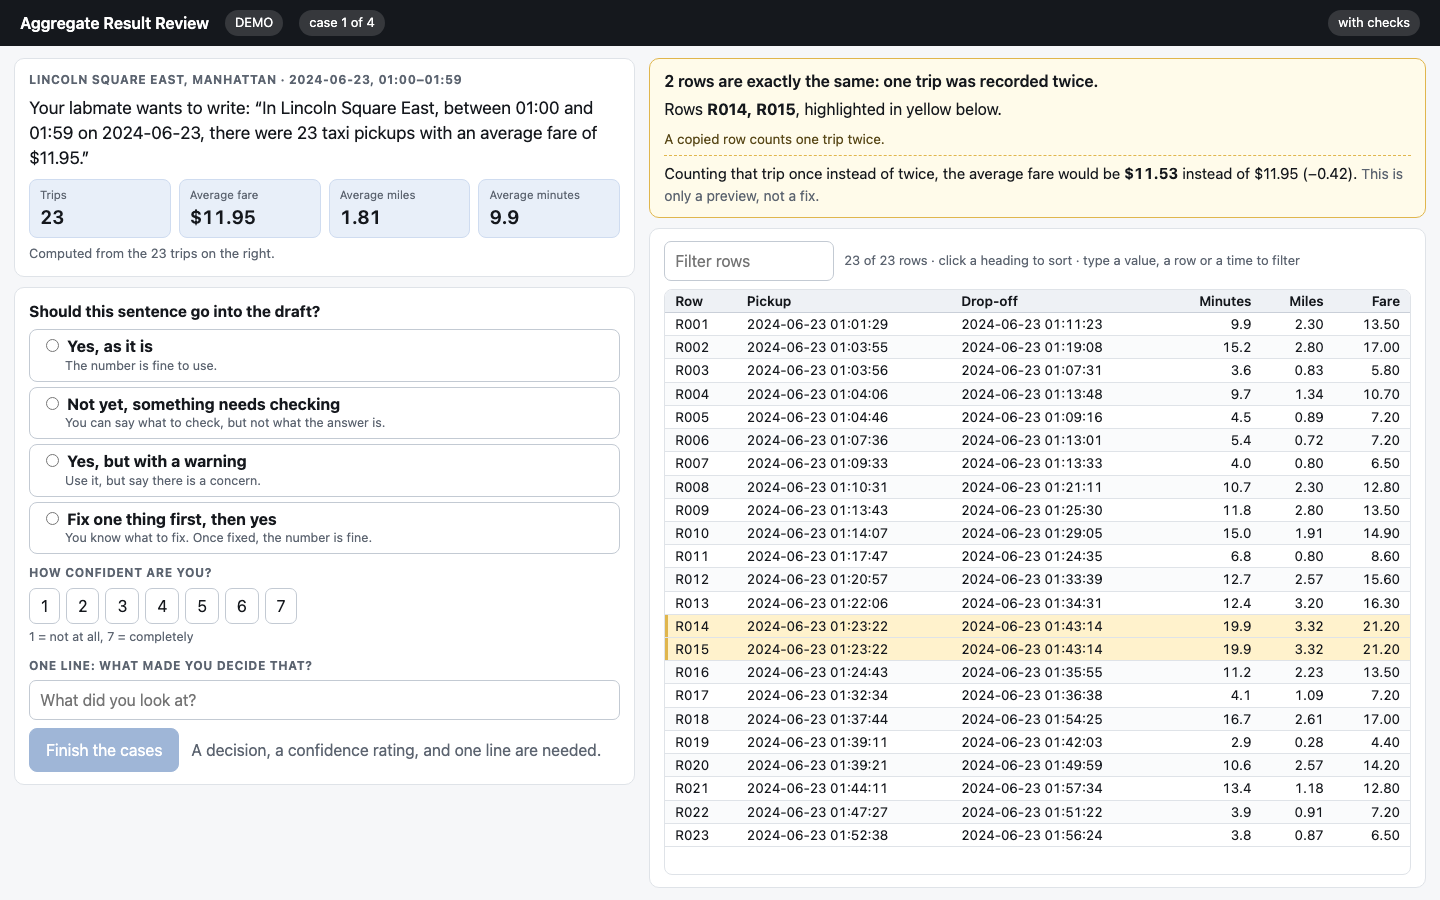 Aggregate Result Review DEMO case 1 of 4 with checks
LINCOLN SQUARE EAST, MANHATTAN · 2024-06-23, 01:00–01:59
Your labmate wants to write: “In Lincoln Square East, between 01:00 and
01:59 on 2024-06-23, there were 23 taxi pickups with an average fare of
$11.95.”
Trips Average fare Average miles Average minutes
23 $11.95 1.81 9.9
Computed from the 23 trips on the right.
Should this sentence go into the draft?
Yes, as it is
The number is fine to use.
Not yet, something needs checking
You can say what to check, but not what the answer is.
Yes, but with a warning
Use it, but say there is a concern.
Fix one thing first, then yes
You know what to fix. Once fixed, the number is fine.
HOW CONFIDENT ARE YOU?
1 2 3 4 5 6 7
1 = not at all, 7 = completely
ONE LINE: WHAT MADE YOU DECIDE THAT?
What did you look at?
Finish the cases A decision, a confidence rating, and one line are needed.
2 rows are exactly the same: one trip was recorded twice.
Rows R014, R015, highlighted in yellow below.
A copied row counts one trip twice.
Counting that trip once instead of twice, the average fare would be $11.53 instead of $11.95 (−0.42). This is
only a preview, not a fix.
Filter rows 23 of 23 rows · click a heading to sort · type a value, a row or a time to filter
Row Pickup Drop-off Minutes Miles Fare
R001 2024-06-23 01:01:29 2024-06-23 01:11:23 9.9 2.30 13.50
R002 2024-06-23 01:03:55 2024-06-23 01:19:08 15.2 2.80 17.00
R003 2024-06-23 01:03:56 2024-06-23 01:07:31 3.6 0.83 5.80
R004 2024-06-23 01:04:06 2024-06-23 01:13:48 9.7 1.34 10.70
R005 2024-06-23 01:04:46 2024-06-23 01:09:16 4.5 0.89 7.20
R006 2024-06-23 01:07:36 2024-06-23 01:13:01 5.4 0.72 7.20
R007 2024-06-23 01:09:33 2024-06-23 01:13:33 4.0 0.80 6.50
R008 2024-06-23 01:10:31 2024-06-23 01:21:11 10.7 2.30 12.80
R009 2024-06-23 01:13:43 2024-06-23 01:25:30 11.8 2.80 13.50
R010 2024-06-23 01:14:07 2024-06-23 01:29:05 15.0 1.91 14.90
R011 2024-06-23 01:17:47 2024-06-23 01:24:35 6.8 0.80 8.60
R012 2024-06-23 01:20:57 2024-06-23 01:33:39 12.7 2.57 15.60
R013 2024-06-23 01:22:06 2024-06-23 01:34:31 12.4 3.20 16.30
R014 2024-06-23 01:23:22 2024-06-23 01:43:14 19.9 3.32 21.20
R015 2024-06-23 01:23:22 2024-06-23 01:43:14 19.9 3.32 21.20
R016 2024-06-23 01:24:43 2024-06-23 01:35:55 11.2 2.23 13.50
R017 2024-06-23 01:32:34 2024-06-23 01:36:38 4.1 1.09 7.20
R018 2024-06-23 01:37:44 2024-06-23 01:54:25 16.7 2.61 17.00
R019 2024-06-23 01:39:11 2024-06-23 01:42:03 2.9 0.28 4.40
R020 2024-06-23 01:39:21 2024-06-23 01:49:59 10.6 2.57 14.20
R021 2024-06-23 01:44:11 2024-06-23 01:57:34 13.4 1.18 12.80
R022 2024-06-23 01:47:27 2024-06-23 01:51:22 3.9 0.91 7.20
R023 2024-06-23 01:52:38 2024-06-23 01:56:24 3.8 0.87 6.50